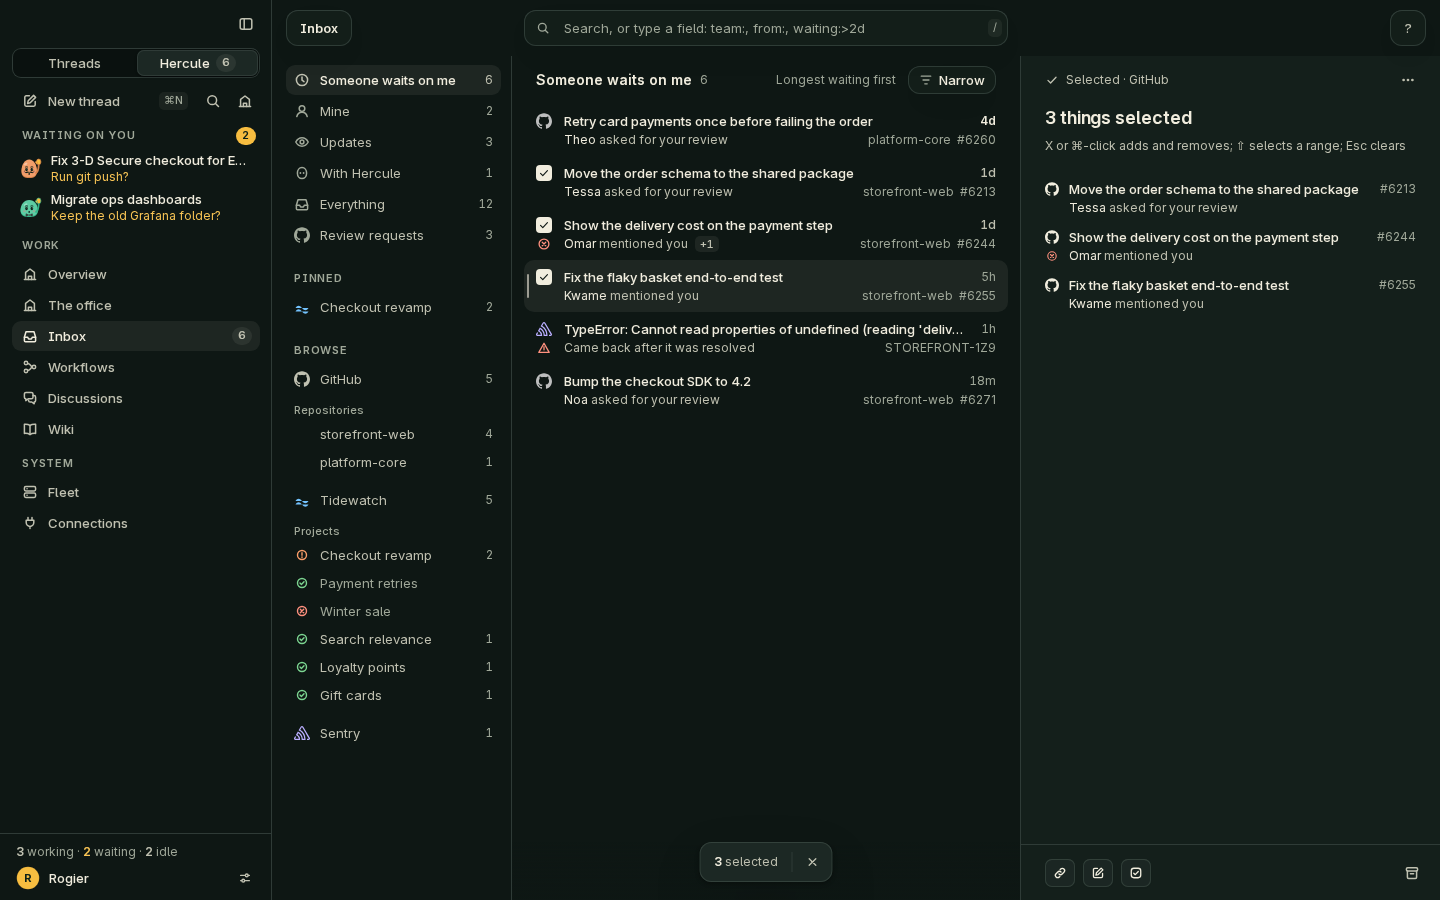 Threads
Hercule 6
New thread ⌘N
WAITING ON YOU 2
Fix 3-D Secure checkout for E...
Run git push?
Migrate ops dashboards
Keep the old Grafana folder?
WORK
Overview
The office
Inbox 6
Workflows
Discussions
Wiki
SYSTEM
Fleet
Connections
3 working · 2 waiting · 2 idle
R Rogier
Inbox
Someone waits on me 6
Mine 2
Updates 3
With Hercule 1
Everything 12
Review requests 3
PINNED
Checkout revamp 2
BROWSE
GitHub 5
Repositories
storefront-web 4
platform-core 1
Tidewatch 5
Projects
Checkout revamp 2
Payment retries
Winter sale
Search relevance 1
Loyalty points 1
Gift cards 1
Sentry 1
Search, or type a field: team:, from:, waiting:>2d /
?
Someone waits on me 6 Longest waiting first Narrow
Retry card payments once before failing the order 4d
Theo asked for your review platform-core #6260
Move the order schema to the shared package 1d
Tessa asked for your review storefront-web #6213
Show the delivery cost on the payment step 1d
Omar mentioned you +1 storefront-web #6244
Fix the flaky basket end-to-end test 5h
Kwame mentioned you storefront-web #6255
TypeError: Cannot read properties of undefined (reading 'deliv... 1h
Came back after it was resolved STOREFRONT-1Z9
Bump the checkout SDK to 4.2 18m
Noa asked for your review storefront-web #6271
3 selected
Selected · GitHub
3 things selected
X or ⌘-click adds and removes; ⇧ selects a range; Esc clears
Move the order schema to the shared package #6213
Tessa asked for your review
Show the delivery cost on the payment step #6244
Omar mentioned you
Fix the flaky basket end-to-end test #6255
Kwame mentioned you